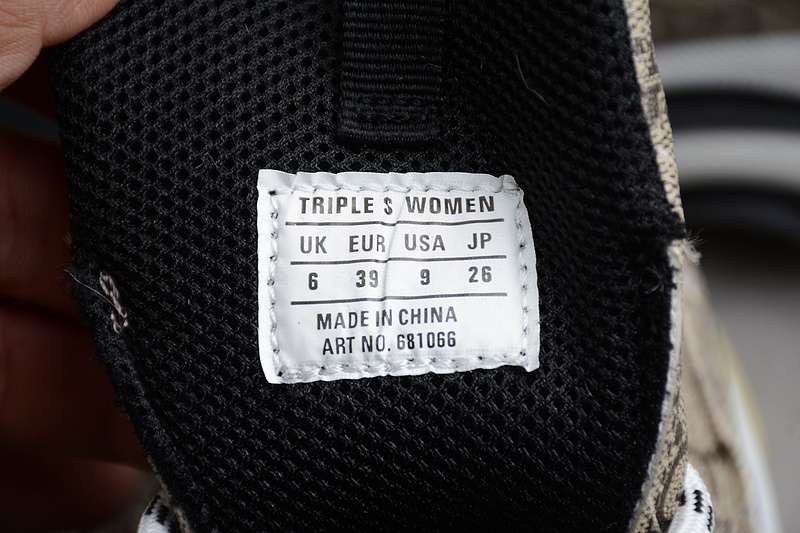 TRIPLE S WOMEN
UK EUR USA JP
6 39 9 26
MADE IN CHINA
ART NO. 681066